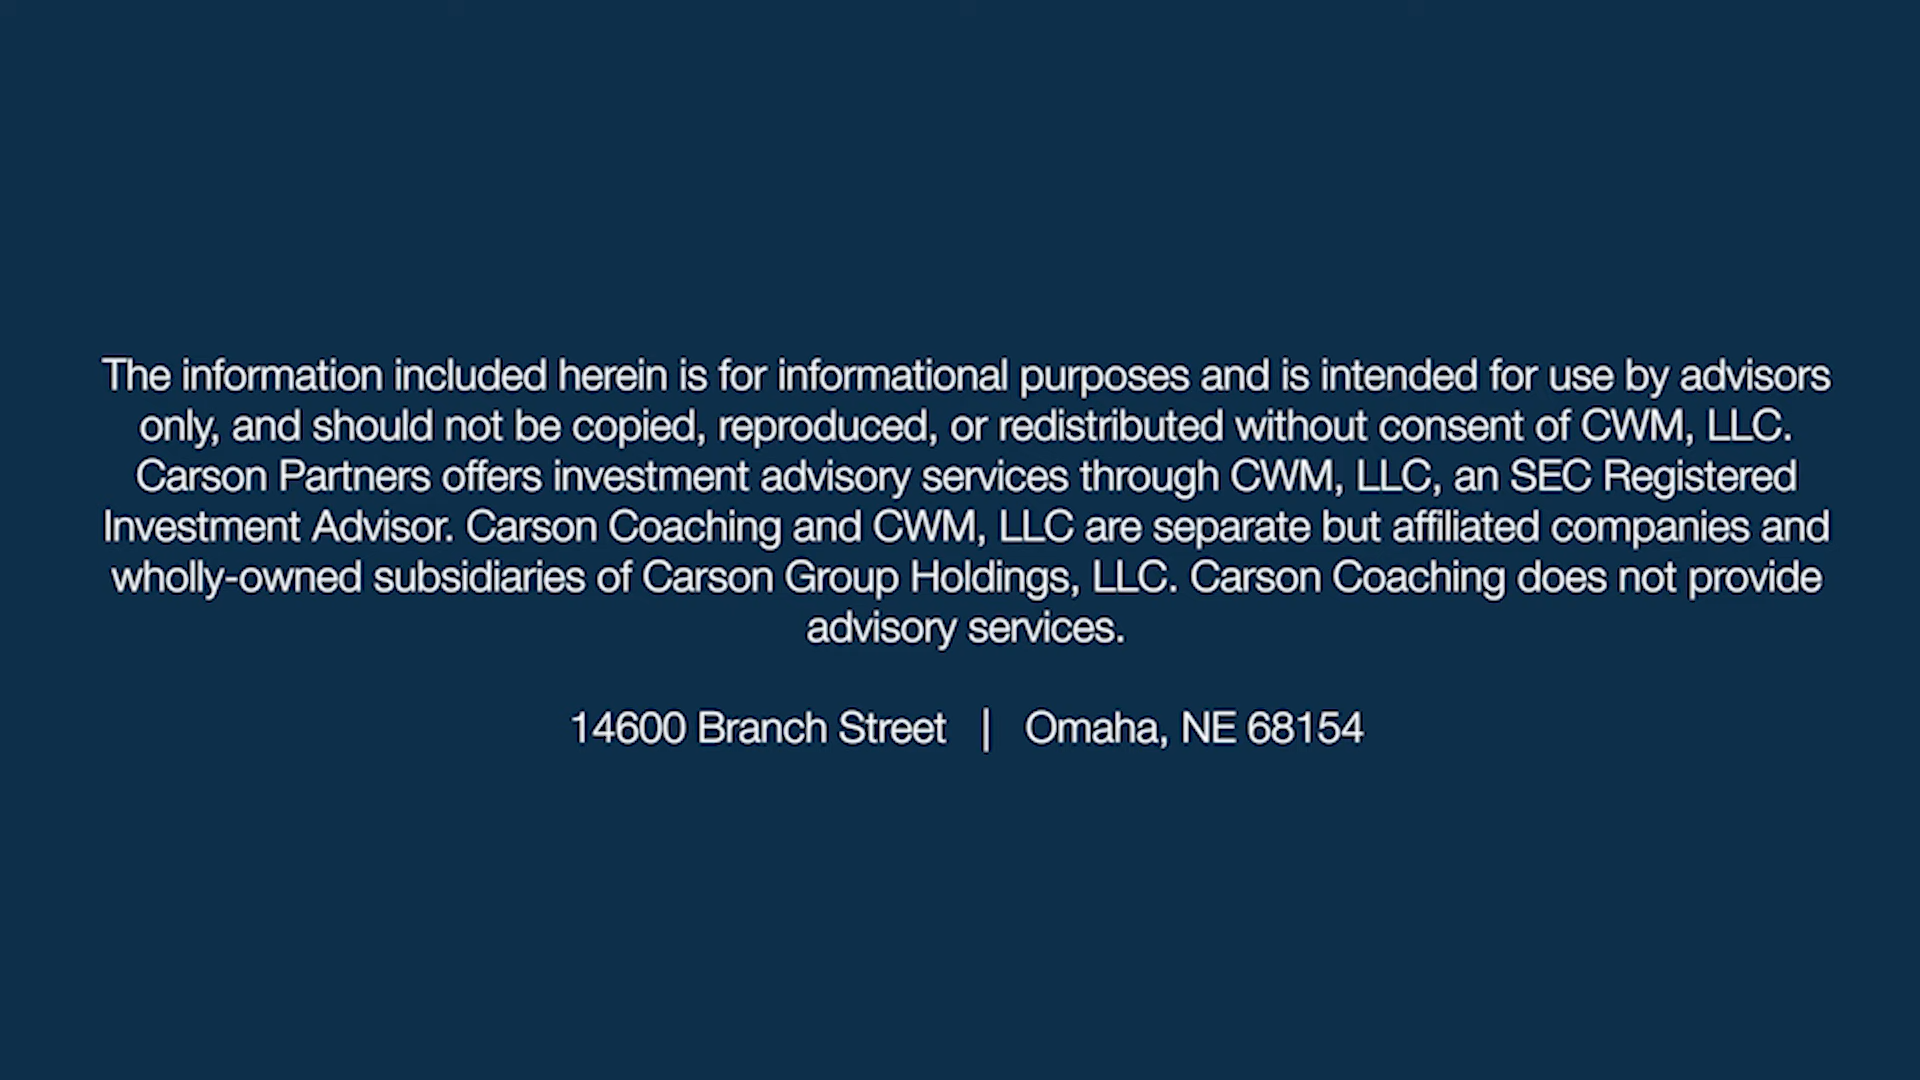 The information included herein is for informational purposes and is intended for use by advisors
only, and should not be copied, reproduced, or redistributed without consent of CWM, LLC.
Carson Partners offers investment advisory services through CWM, LLC, an SEC Registered
Investment Advisor. Carson Coaching and CWM, LLC are separate but affiliated companies and
wholly-owned subsidiaries of Carson Group Holdings, LLC. Carson Coaching does not provide
advisory services.
14600 Branch Street | Omaha, NE 68154